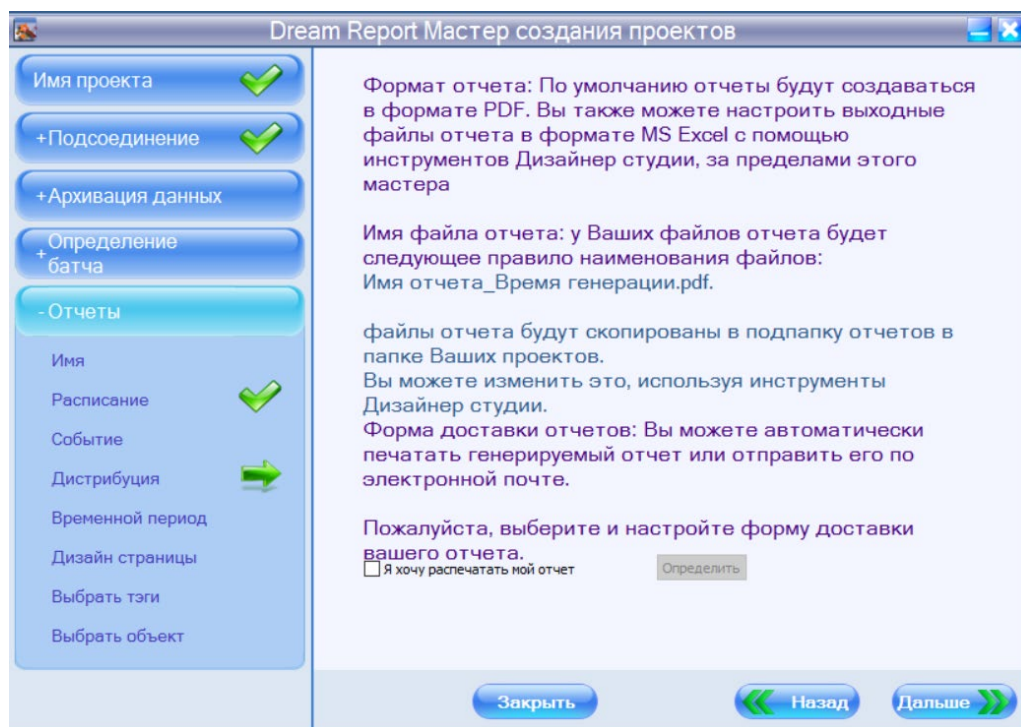 Dream Report Мастер создания проектов
Имя проекта
+Подсоединение
+Архивация данных
+Определение
батча
- Отчеты
Имя
Расписание
Событие
Дистрибуция
Временной период
Дизайн страницы
Выбрать тэги
Выбрать объект
Формат отчета: По умолчанию отчеты будут создаваться
в формате PDF. Вы также можете настроить выходные
файлы отчета в формате MS Excel с помощью
инструментов Дизайнер студии, за пределами этого
мастера
Имя файла отчета: у Ваших файлов отчета будет
следующее правило наименования файлов:
Имя отчета_Время генерации.pdf.
файлы отчета будут скопированы в подпапку отчетов в
папке Ваших проектов.
Вы можете изменить это, используя инструменты
Дизайнер студии.
Форма доставки отчетов: Вы можете автоматически
печатать генерируемый отчет или отправить его по
электронной почте.
Пожалуйста, выберите и настройте форму доставки
вашего отчета.
Я хочу распечатать мой отчет
Определить
Закрыть
Назад
Дальше